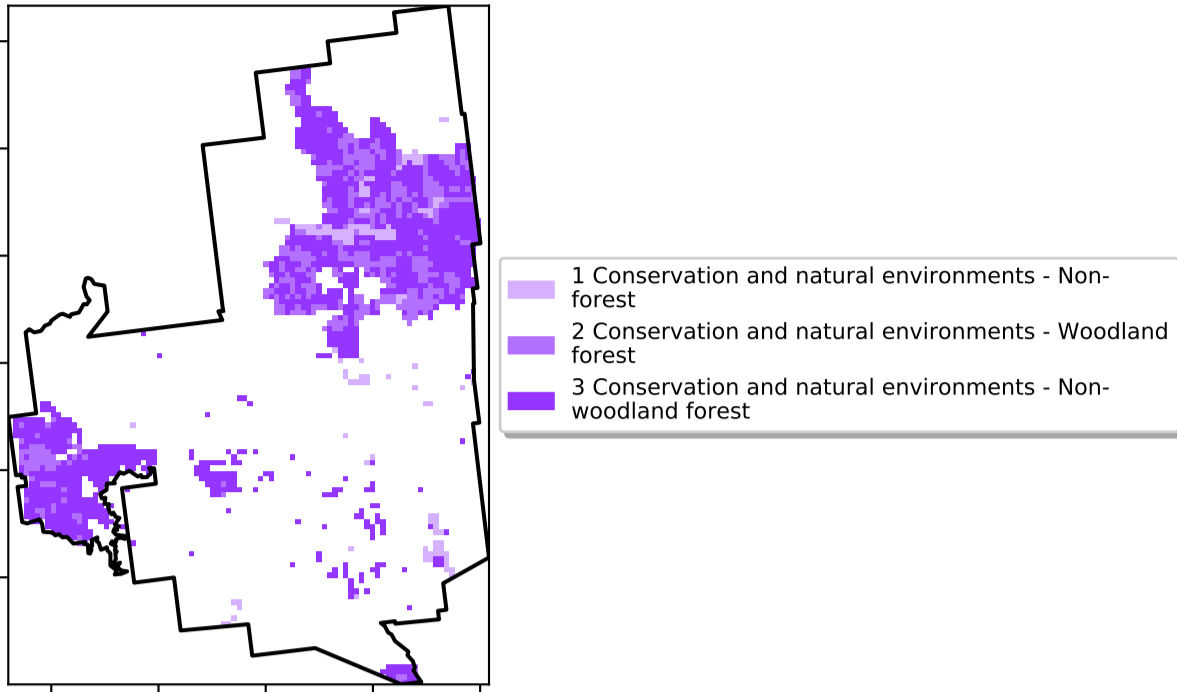 1 Conservation and natural environments - Non-
forest
2 Conservation and natural environments - Woodland
forest
3 Conservation and natural environments - Non-
woodland forest